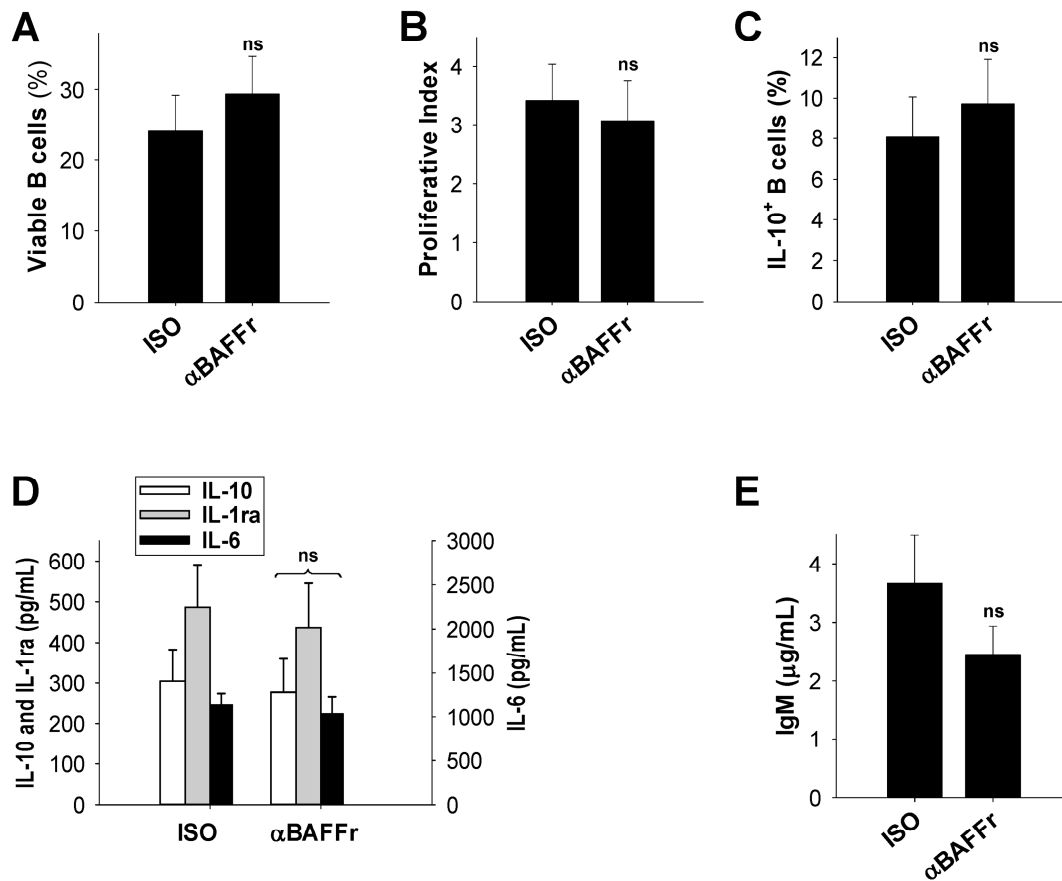 A
Viable B cells (%)
30
20
10
0
ns
ISO
αBAFFr
B
Proliferative Index
4
3
2
1
0
ns
ISO
αBAFFr
C
IL-10⁺ B cells (%)
12
10
8
6
4
2
0
ns
ISO
αBAFFr
D
IL-10
IL-1ra
IL-6
IL-10 and IL-1ra (pg/mL)
600
500
400
300
200
100
0
ns
3000
2500
2000
1500
1000
500
0
IL-6 (pg/mL)
ISO
αBAFFr
E
IgM (μg/mL)
4
3
2
1
0
ns
ISO
αBAFFr